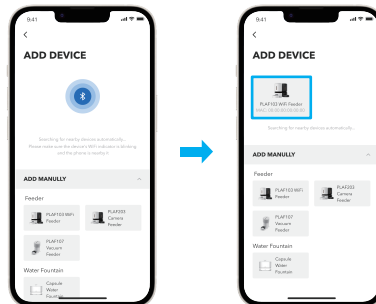 9:41
ADD DEVICE
Searching for nearby devices automatically...
Please make sure the device's WiFi indicator is blinking
and the phone is nearby it
ADD MANULLY
Feeder
PLAF103 WiFi
Feeder
PLAF203
Camera
Feeder
PLAF107
Vacuum
Feeder
Water Fountain
Capsule
Water
Fountain
9:41
ADD DEVICE
PLAF103 WiFi Feeder
Searching for nearby devices automatically...
ADD MANULLY
Feeder
PLAF103 WiFi
Feeder
PLAF203
Camera
Feeder
PLAF107
Vacuum
Feeder
Water Fountain
Capsule
Water
Fountain